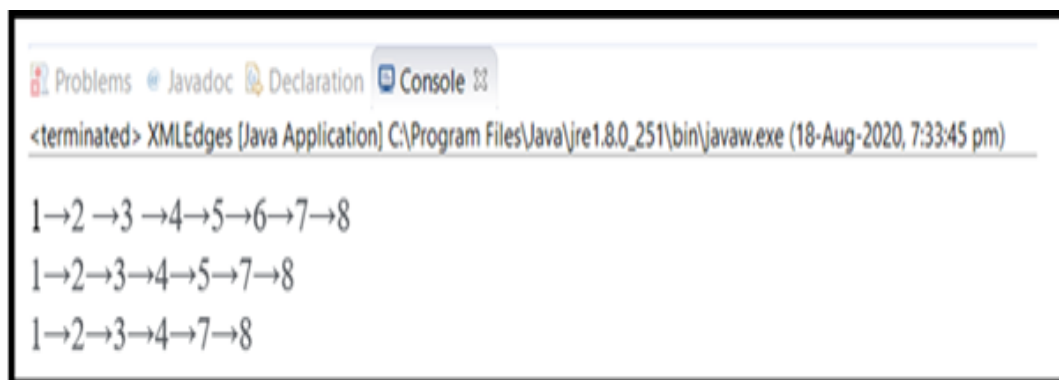 Problems Javadoc Declaration Console
<terminated> XMLEdges [Java Application] C:\Program Files\Java\jre1.8.0_251\bin\javaw.exe (18-Aug-2020, 7:33:45 pm)
1→2 →3 →4→5→6→7→8
1→2→3→4→5→7→8
1→2→3→4→7→8